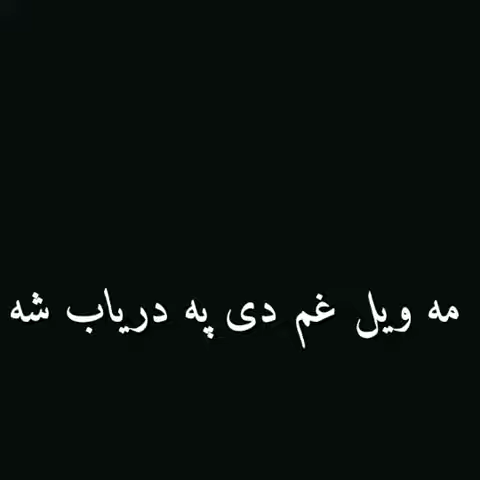 مه ویل غم دی په دریاب شه